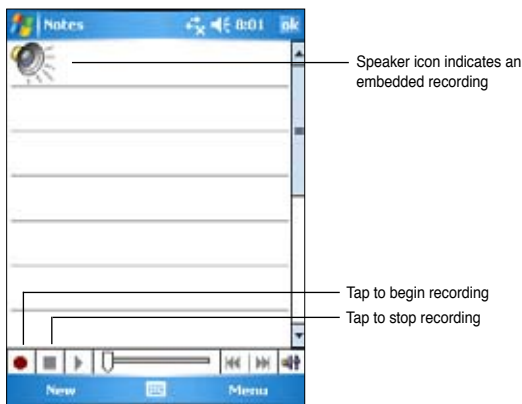 Notes 8:01 ok
Speaker icon indicates an
embedded recording
Tap to begin recording
Tap to stop recording
New Menu